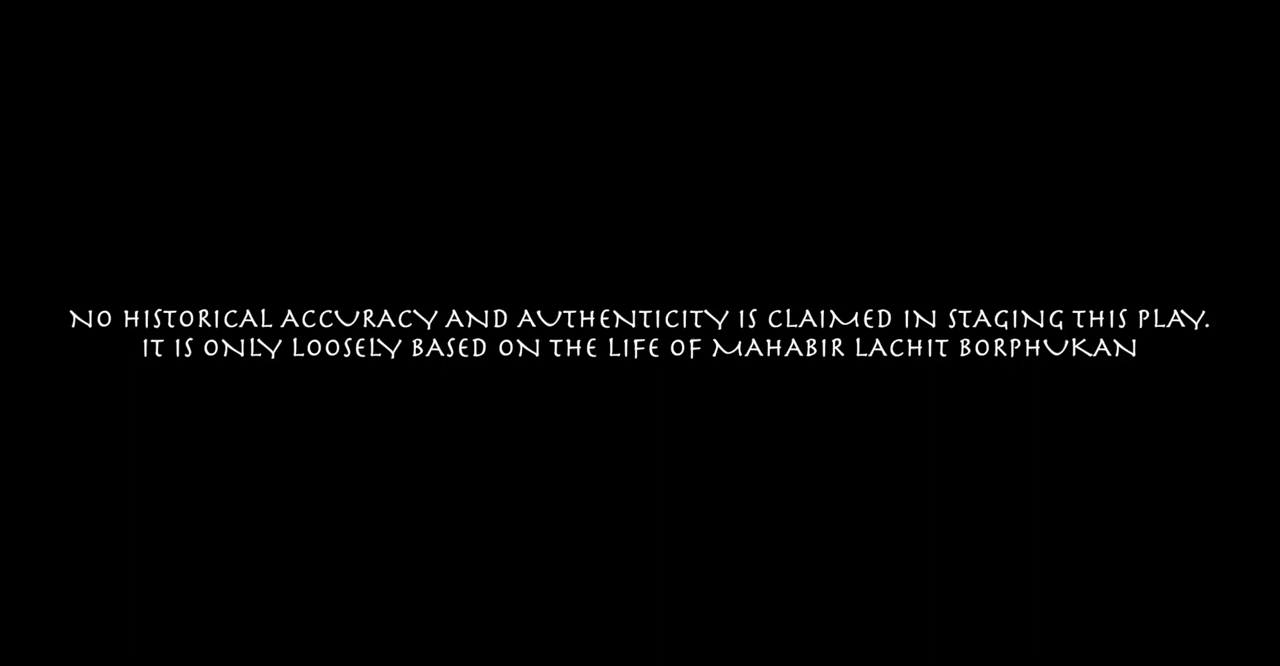 NO HISTORICAL ACCURACY AND AUTHENTICITY IS CLAIMED IN STAGING THIS PLAY.
IT IS ONLY LOOSELY BASED ON THE LIFE OF MAHABIR LACHIT BORPHUKAN